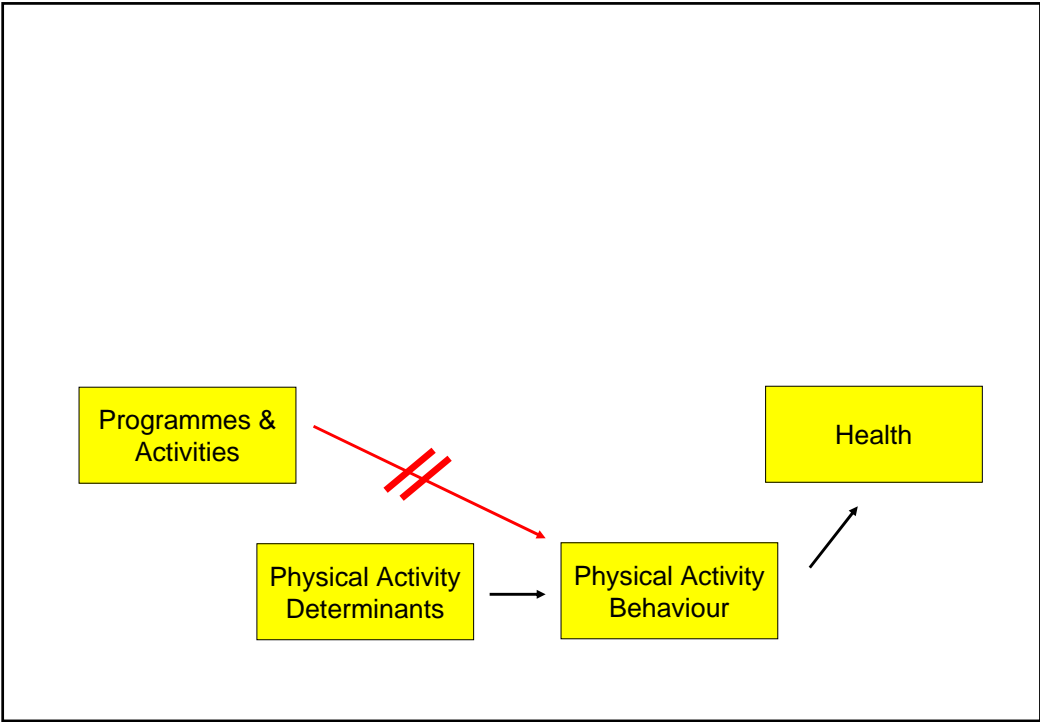 Programmes &
Activities
Health
Physical Activity
Determinants
Physical Activity
Behaviour